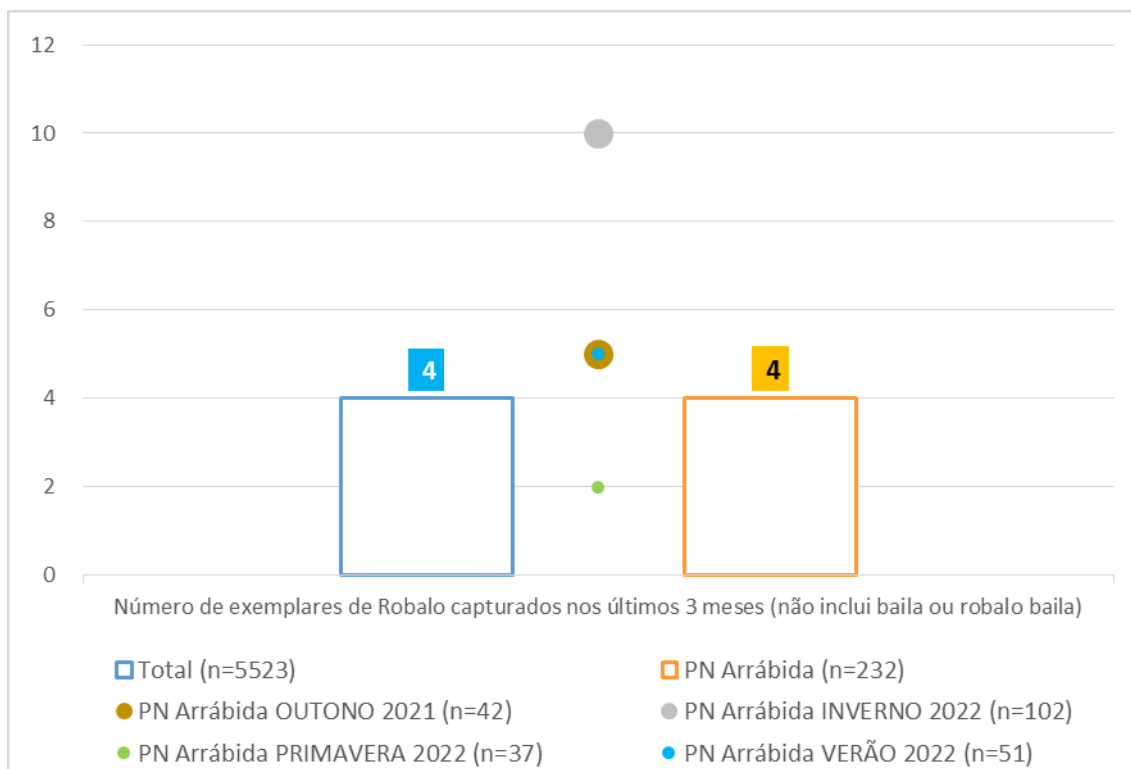 12
10
8
6
4
2
0
4
4
Número de exemplares de Robalo capturados nos últimos 3 meses (não inclui baila ou robalo baila)
Total (n=5523)
PN Arrábida (n=232)
PN Arrábida OUTONO 2021 (n=42)
PN Arrábida INVERNO 2022 (n=102)
PN Arrábida PRIMAVERA 2022 (n=37)
PN Arrábida VERÃO 2022 (n=51)